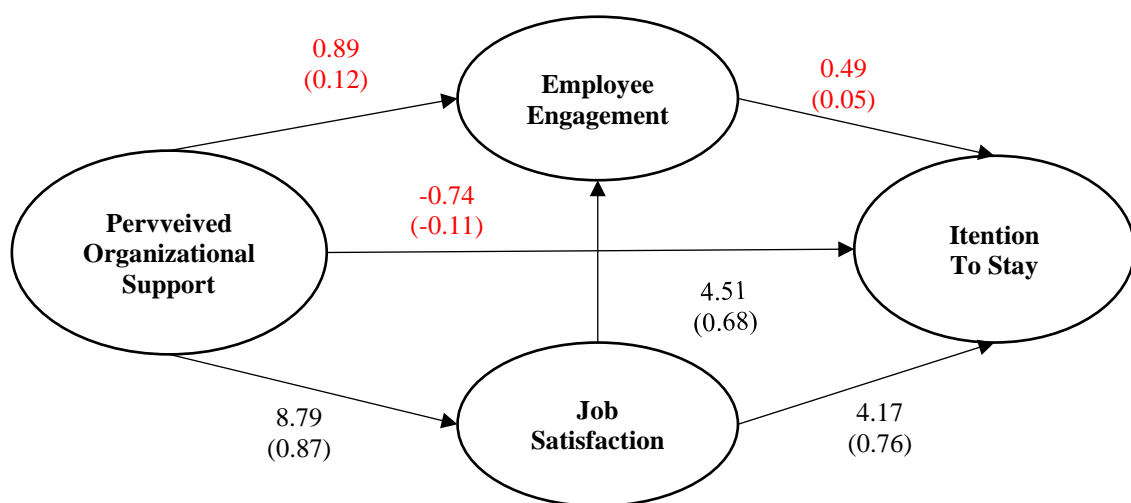 0.89
(0.12)
Employee
Engagement
0.49
(0.05)
Pervveived
Organizational
Support
-0.74
(-0.11)
Itention
To Stay
4.51
(0.68)
8.79
(0.87)
Job
Satisfaction
4.17
(0.76)